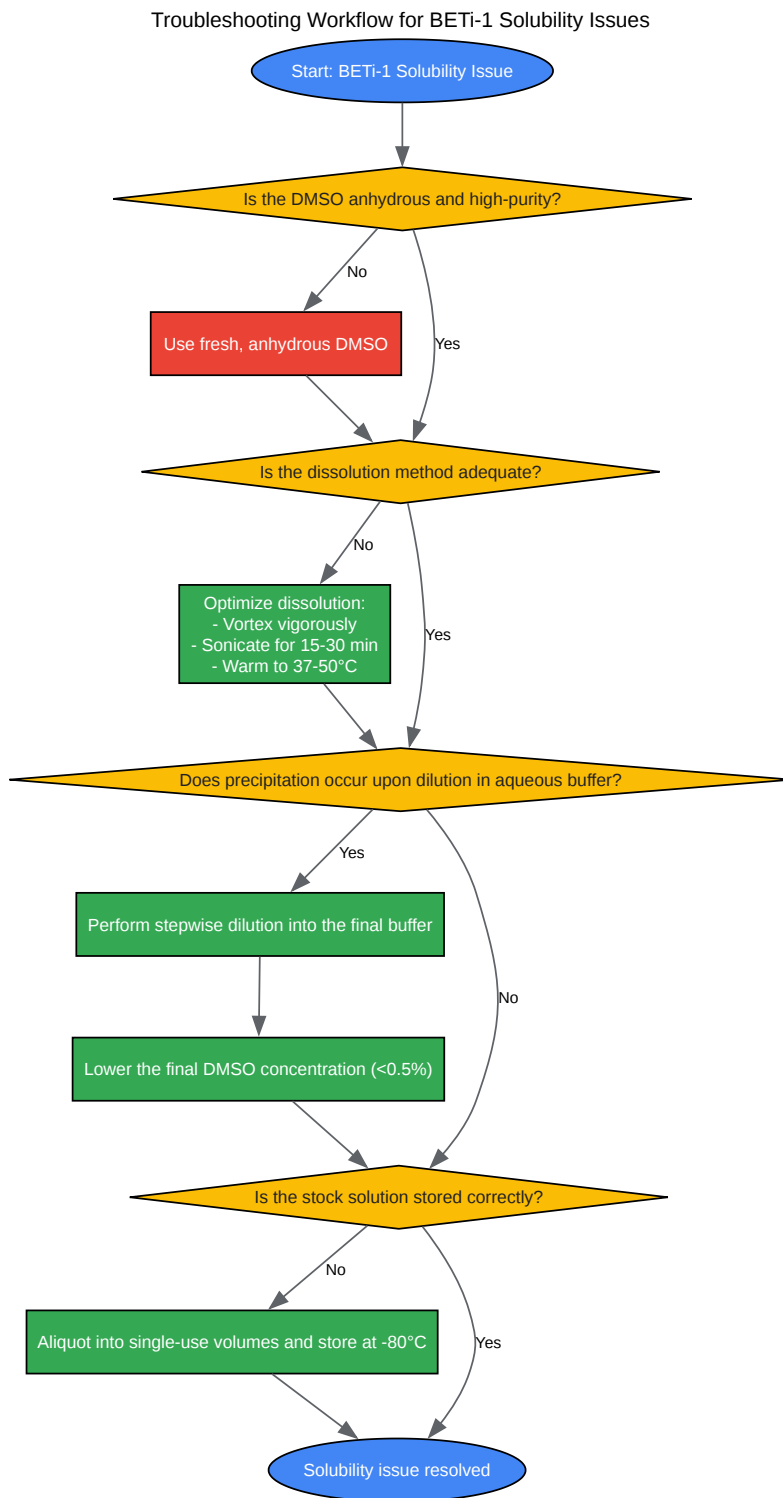 Troubleshooting Workflow for BETi-1 Solubility Issues
Start: BETi-1 Solubility Issue
Is the DMSO anhydrous and high-purity?
No
Use fresh, anhydrous DMSO
Yes
Is the dissolution method adequate?
No
Optimize dissolution:
- Vortex vigorously
- Sonicate for 15-30 min
- Warm to 37-50°C
Yes
Does precipitation occur upon dilution in aqueous buffer?
Yes
Perform stepwise dilution into the final buffer
No
Lower the final DMSO concentration (<0.5%)
Is the stock solution stored correctly?
No
Aliquot into single-use volumes and store at -80°C
Yes
Solubility issue resolved